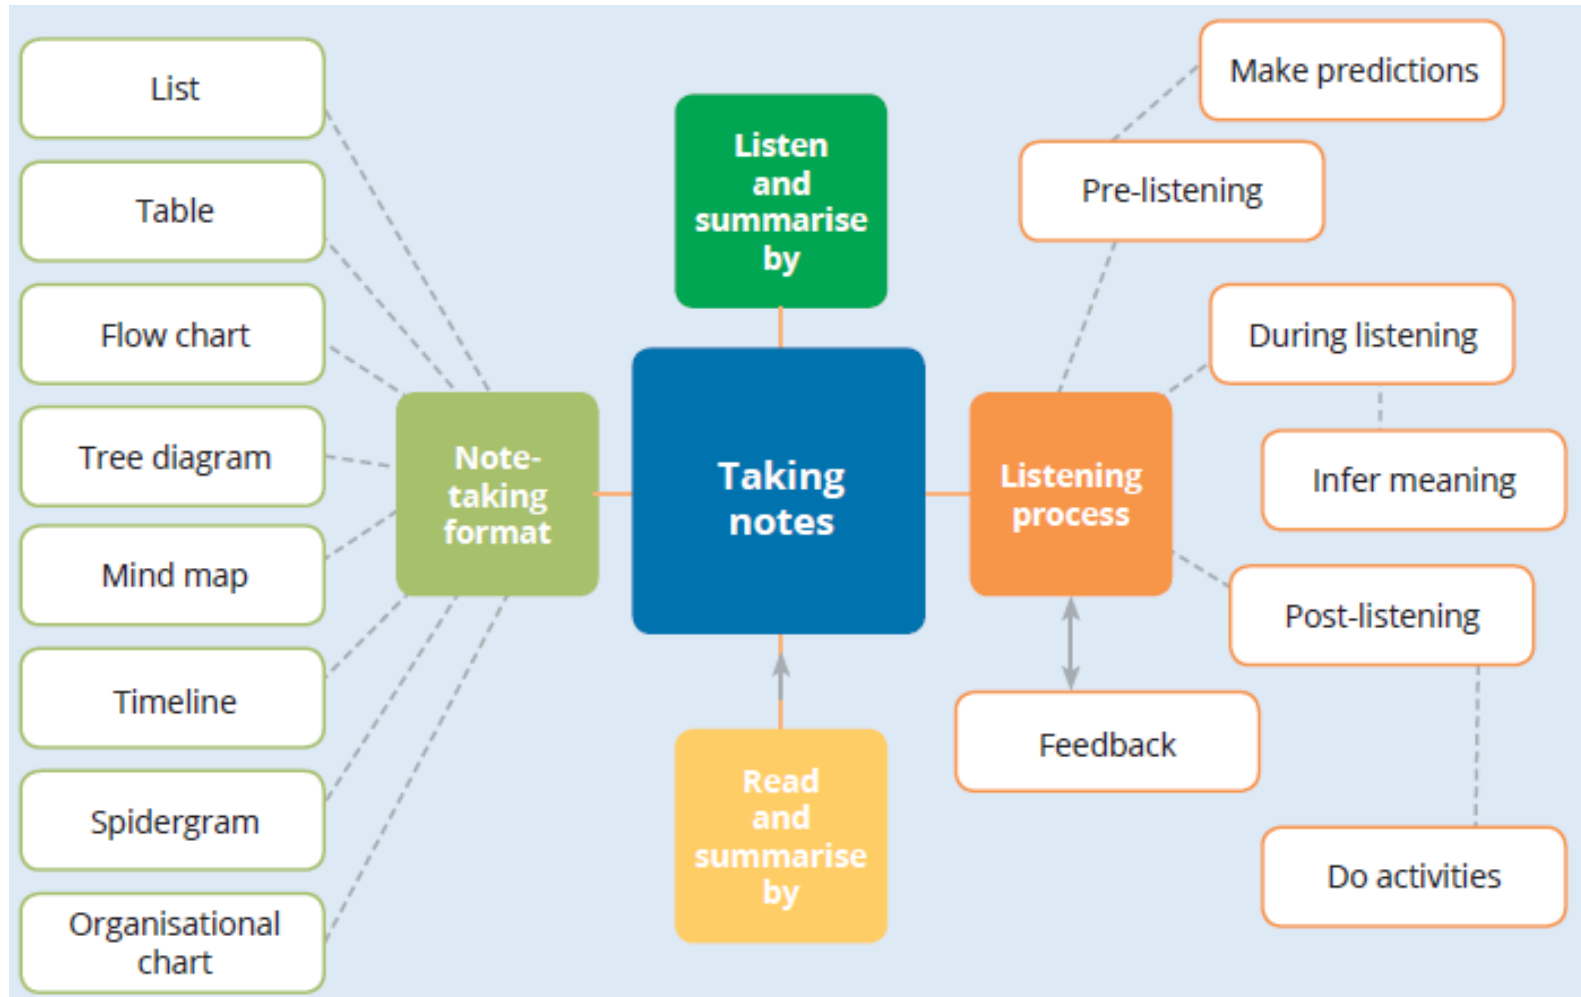 List
Table
Flow chart
Tree diagram
Mind map
Timeline
Spidergram
Organisational
chart
Note-
taking
format
Listen
and
summarise
by
Taking
notes
Read
and
summarise
by
Listening
process
Make predictions
Pre-listening
During listening
Infer meaning
Post-listening
Feedback
Do activities